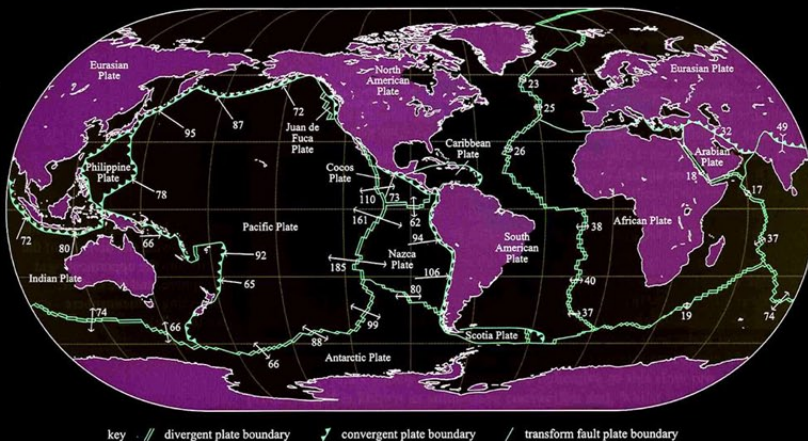 Eurasian
Plate
North
American
Plate
Eurasian Plate
23
25
72
87
95
Juan de
Fuca
Plate
32
49
Arabian
Plate
Caribbean
Plate
26
Philippine
Plate
Cocos
Plate
18
17
78
110
73
161
62
African Plate
Pacific Plate
72
80
66
94
South
American
Plate
38
37
92
Nazca
Plate
185
106
Indian Plate
65
80
40
74
66
99
37
19
74
88
66
Scotia Plate
Antarctic Plate
key divergent plate boundary convergent plate boundary transform fault plate boundary